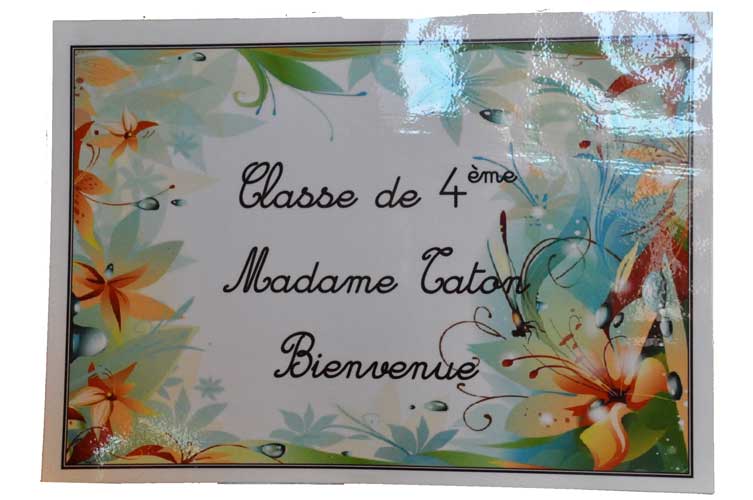 Classe de 4ème
Madame Taton
Bienvenue